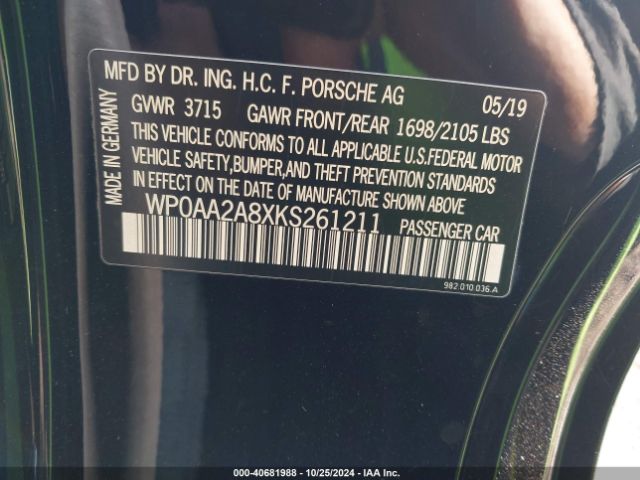 MFD BY DR. ING. H.C. F. PORSCHE AG 05/19
GVWR 3715 GAWR FRONT/REAR 1698/2105 LBS
THIS VEHICLE CONFORMS TO ALL APPLICABLE U.S.FEDERAL MOTOR
VEHICLE SAFETY,BUMPER,AND THEFT PREVENTION STANDARDS
IN EFFECT ON THE DATE OF MANUFACTURE SHOWN ABOVE
WP0AA2A8XKS261211 PASSENGER CAR
MADE IN GERMANY
982.010.036.A
000-40681988 - 10/25/2024 - IAA Inc.